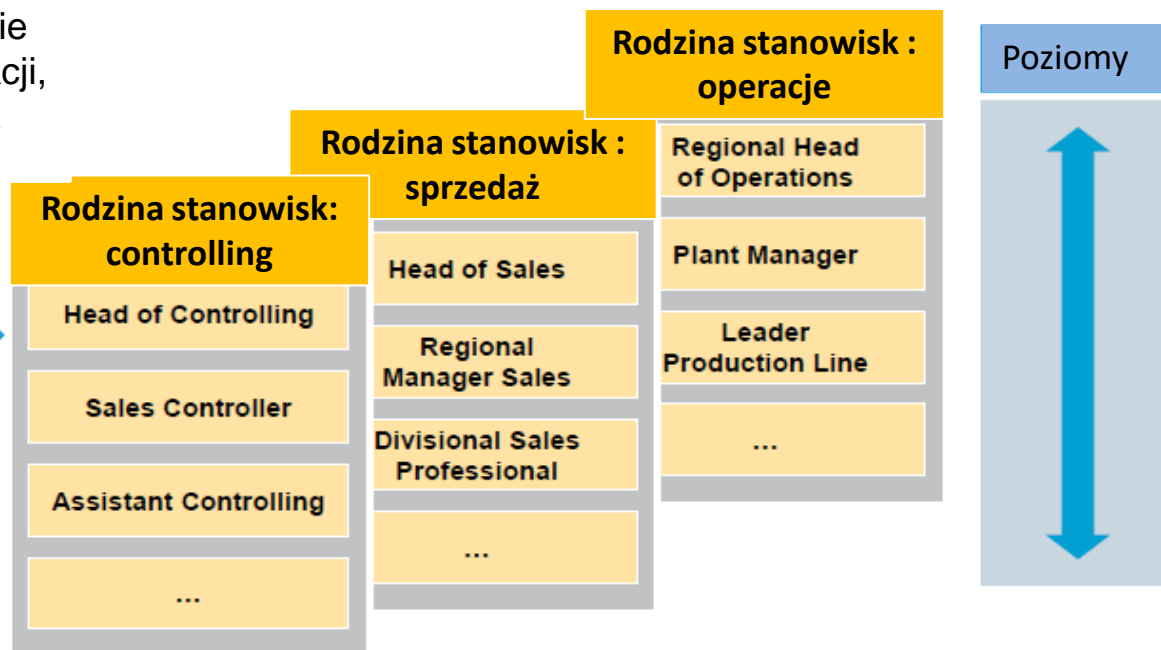 ie
cji,
Rodzina stanowisk:
controlling
Head of Controlling
Sales Controller
Assistant Controlling
...
Rodzina stanowisk :
sprzedaż
Head of Sales
Regional
Manager Sales
Divisional Sales
Professional
...
Rodzina stanowisk :
operacje
Regional Head
of Operations
Plant Manager
Leader
Production Line
...
Poziomy